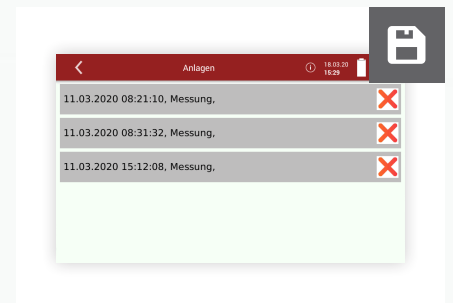 Anlagen
18.03.20
15:29
11.03.2020 08:21:10, Messung,
11.03.2020 08:31:32, Messung,
11.03.2020 15:12:08, Messung,